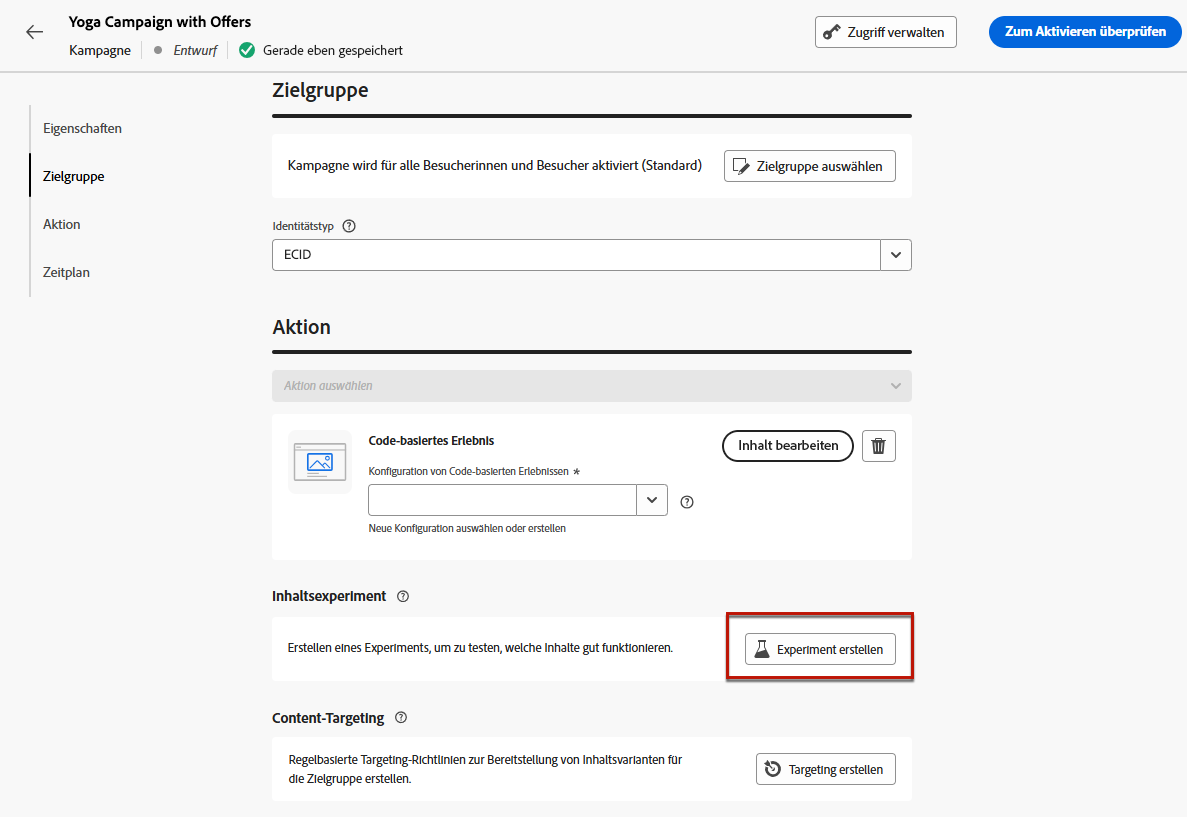 Yoga Campaign with Offers
Kampagne
Entwurf
Gerade eben gespeichert
Zugriff verwalten
Zum Aktivieren überprüfen
Eigenschaften
Zielgruppe
Aktion
Zeitplan
Zielgruppe
Kampagne wird für alle Besucherinnen und Besucher aktiviert (Standard)
Zielgruppe auswählen
Identitätstyp
ECID
Aktion
Aktion auswählen
Code-basiertes Erlebnis
Inhalt bearbeiten
Konfiguration von Code-basierten Erlebnissen *
Neue Konfiguration auswählen oder erstellen
Inhaltsexperiment
Erstellen eines Experiments, um zu testen, welche Inhalte gut funktionieren.
Experiment erstellen
Content-Targeting
Regelbasierte Targeting-Richtlinien zur Bereitstellung von Inhaltsvarianten für
die Zielgruppe erstellen.
Targeting erstellen